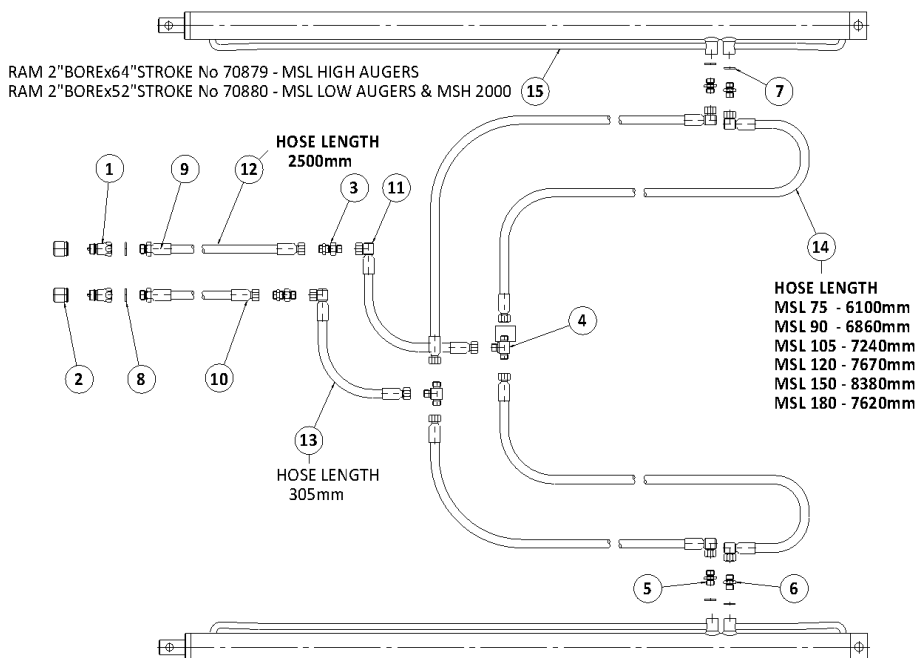 RAM 2"BOREx64"STROKE No 70879 - MSL HIGH AUGERS
RAM 2"BOREx52"STROKE No 70880 - MSL LOW AUGERS & MSH 2000
15
7
HOSE LENGTH
2500mm
1
9
12
3
11
14
HOSE LENGTH
MSL 75 - 6100mm
MSL 90 - 6860mm
MSL 105 - 7240mm
MSL 120 - 7670mm
MSL 150 - 8380mm
MSL 180 - 7620mm
4
2
8
10
13
HOSE LENGTH
305mm
5
6